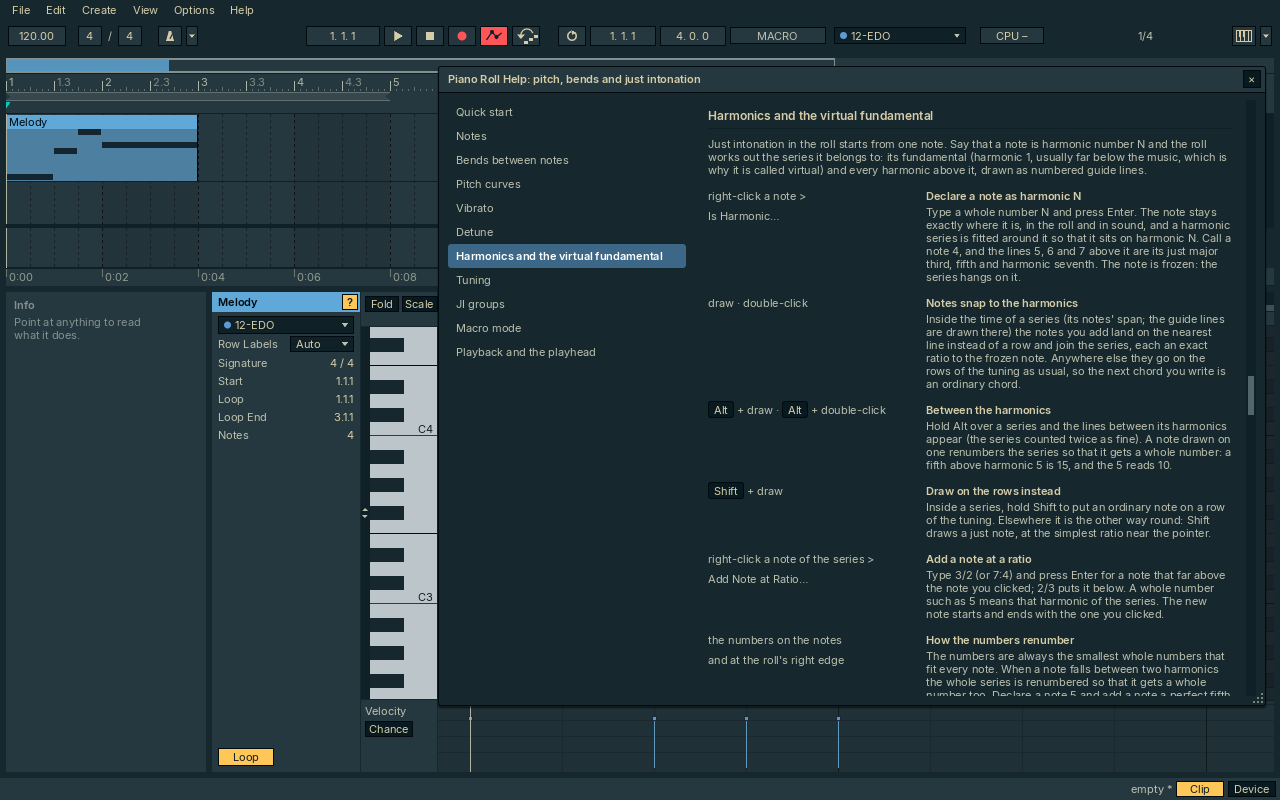 File Edit Create View Options Help
120.00 4 / 4 1. 1. 1 1. 1. 1 4. 0. 0 MACRO 12-EDO CPU – 1/4
1 1.3 2 2.3 3 3.3 4 4.3 5
Melody
0:00 0:02 0:04 0:06 0:08
Info
Point at anything to read
what it does.
Melody ?
12-EDO
Row Labels Auto
Signature 4 / 4
Start 1.1.1
Loop 1.1.1
Loop End 3.1.1
Notes 4
Loop
Fold Scale
C4
C3
Velocity
Chance
Piano Roll Help: pitch, bends and just intonation ×
Quick start
Notes
Bends between notes
Pitch curves
Vibrato
Detune
Harmonics and the virtual fundamental
Tuning
JI groups
Macro mode
Playback and the playhead
Harmonics and the virtual fundamental
Just intonation in the roll starts from one note. Say that a note is harmonic number N and the roll
works out the series it belongs to: its fundamental (harmonic 1, usually far below the music, which is
why it is called virtual) and every harmonic above it, drawn as numbered guide lines.
right-click a note >
Is Harmonic...
Declare a note as harmonic N
Type a whole number N and press Enter. The note stays
exactly where it is, in the roll and in sound, and a harmonic
series is fitted around it so that it sits on harmonic N. Call a
note 4, and the lines 5, 6 and 7 above it are its just major
third, fifth and harmonic seventh. The note is frozen: the
series hangs on it.
draw · double-click
Notes snap to the harmonics
Inside the time of a series (its notes' span; the guide lines
are drawn there) the notes you add land on the nearest
line instead of a row and join the series, each an exact
ratio to the frozen note. Anywhere else they go on the
rows of the tuning as usual, so the next chord you write is
an ordinary chord.
Alt + draw · Alt + double-click
Between the harmonics
Hold Alt over a series and the lines between its harmonics
appear (the series counted twice as fine). A note drawn on
one renumbers the series so that it gets a whole number: a
fifth above harmonic 5 is 15, and the 5 reads 10.
Shift + draw
Draw on the rows instead
Inside a series, hold Shift to put an ordinary note on a row
of the tuning. Elsewhere it is the other way round: Shift
draws a just note, at the simplest ratio near the pointer.
right-click a note of the series >
Add Note at Ratio...
Add a note at a ratio
Type 3/2 (or 7:4) and press Enter for a note that far above
the note you clicked; 2/3 puts it below. A whole number
such as 5 means that harmonic of the series. The new
note starts and ends with the one you clicked.
the numbers on the notes
and at the roll's right edge
How the numbers renumber
The numbers are always the smallest whole numbers that
fit every note. When a note falls between two harmonics
the whole series is renumbered so that it gets a whole
number too. Declare a note 5 and add a note a perfect fifth
empty * Clip Device